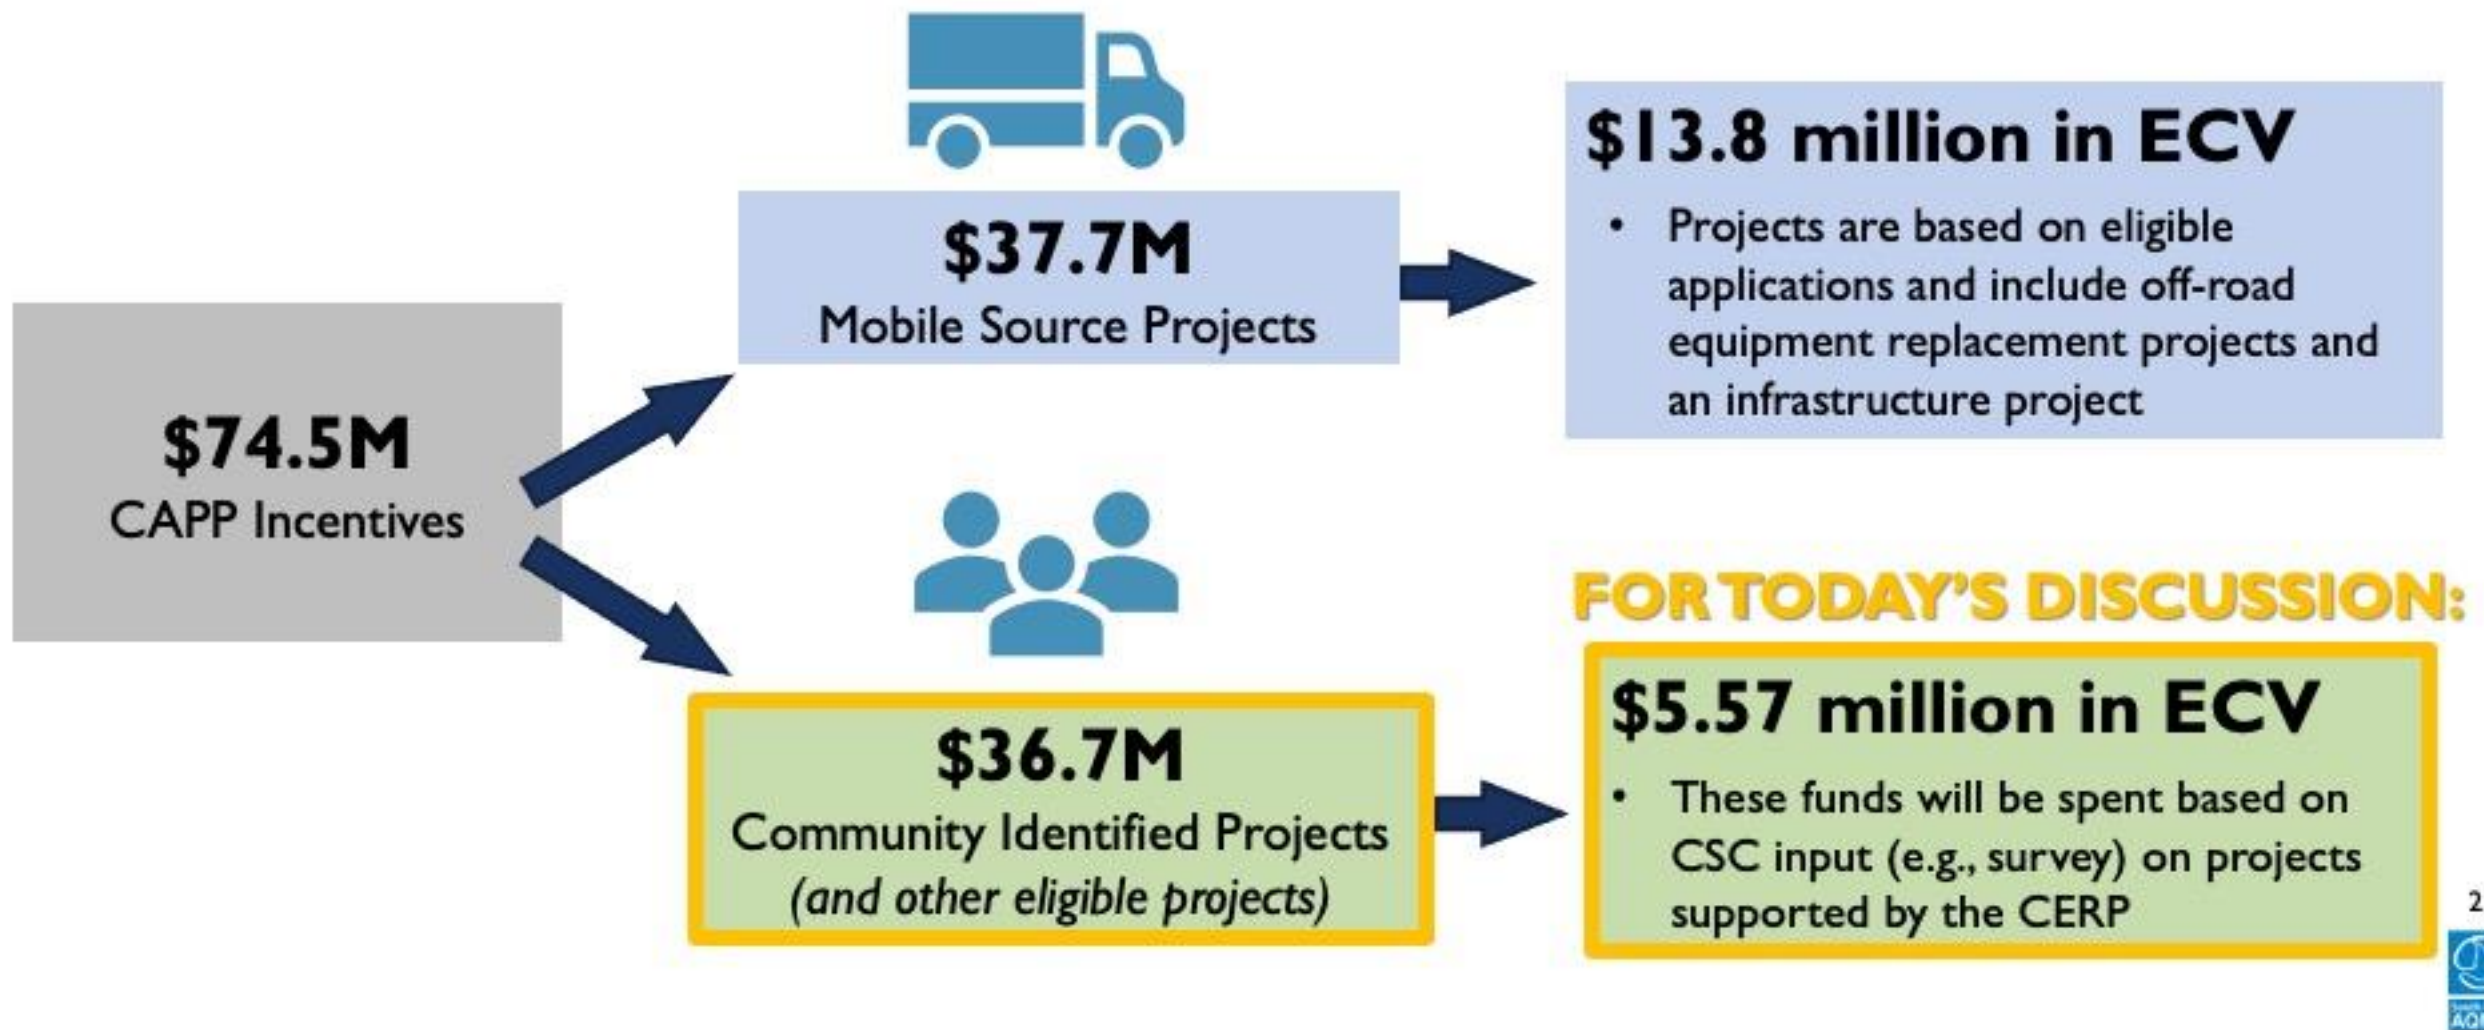 $74.5M
CAPP Incentives
$37.7M
Mobile Source Projects
$13.8 million in ECV
• Projects are based on eligible
applications and include off-road
equipment replacement projects and
an infrastructure project
$36.7M
Community Identified Projects
(and other eligible projects)
FOR TODAY'S DISCUSSION:
$5.57 million in ECV
• These funds will be spent based on
CSC input (e.g., survey) on projects
supported by the CERP
2